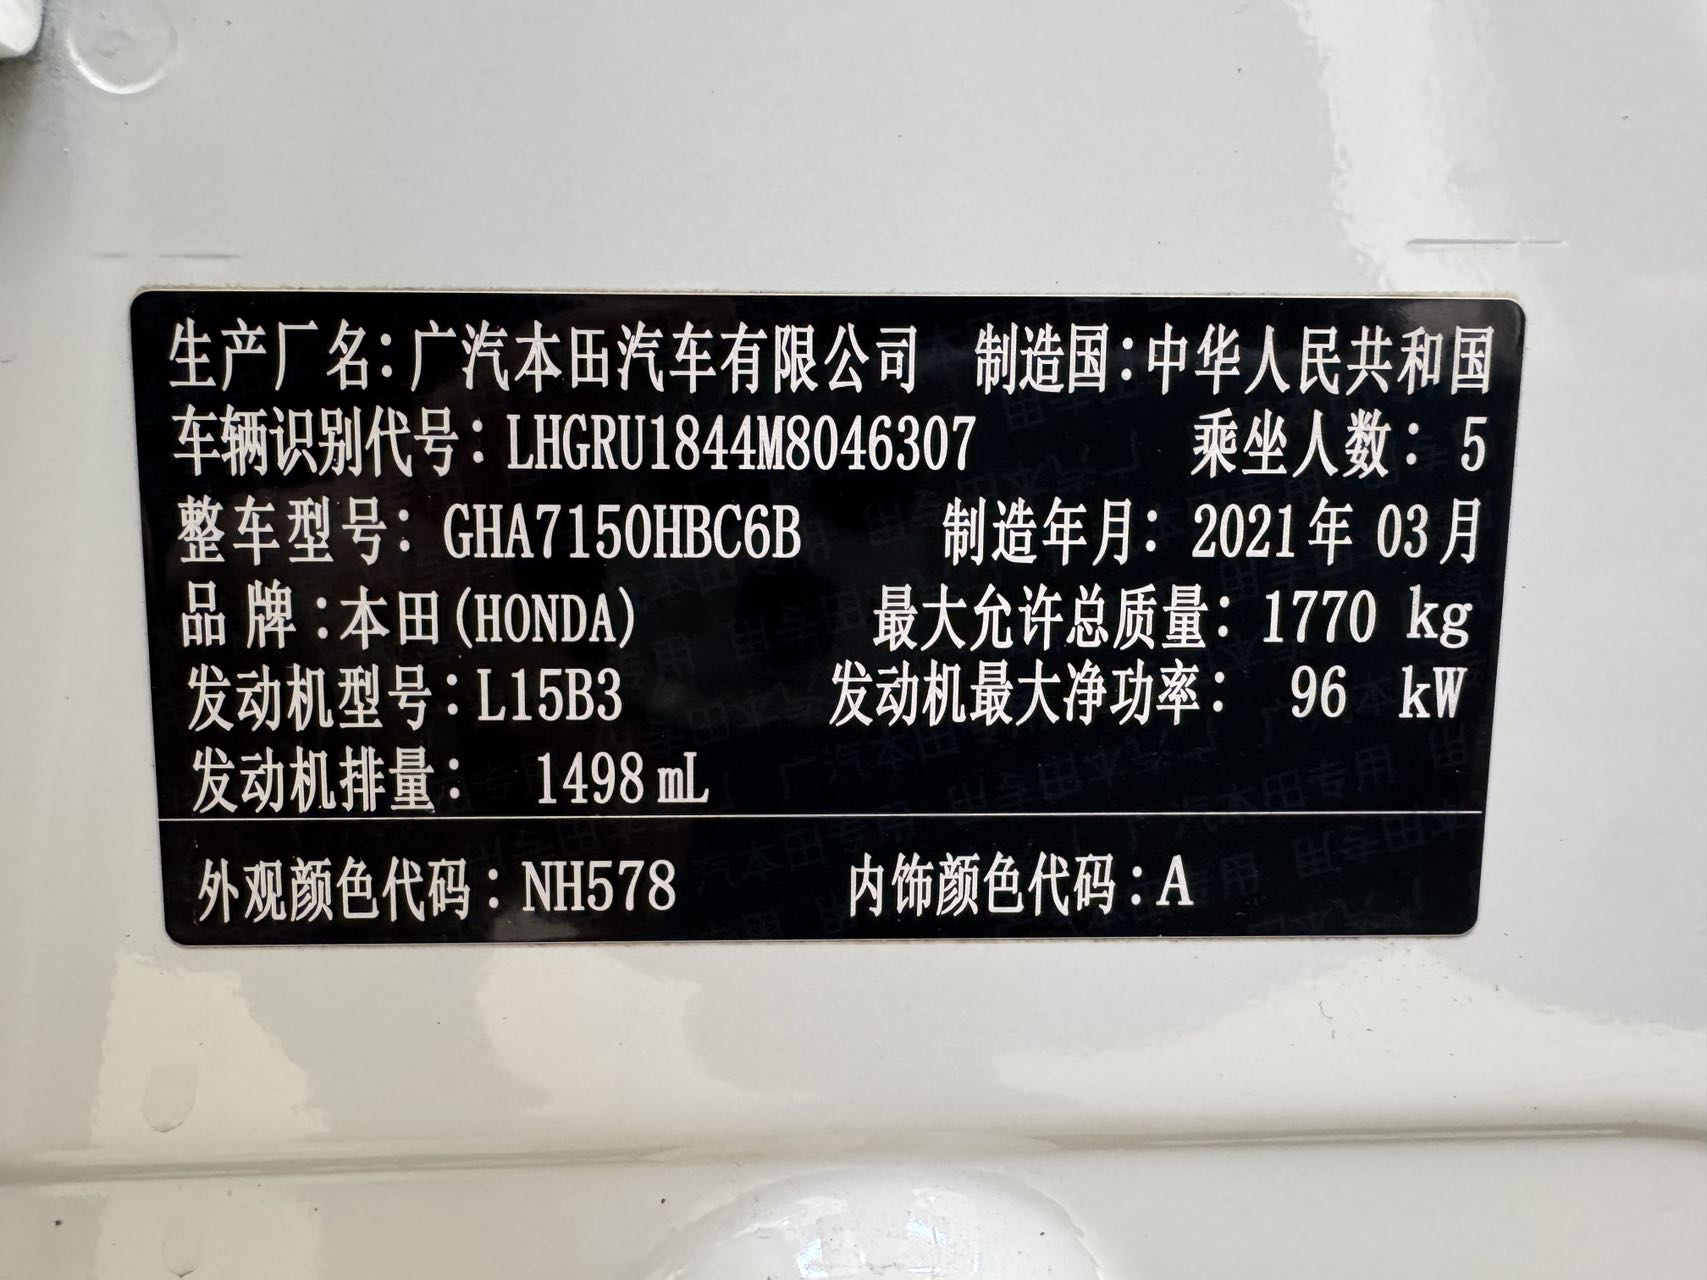 生产厂名：广汽本田汽车有限公司 制造国：中华人民共和国
车辆识别代号：LHGRU1844M8046307 乘坐人数：5
整车型号：GHA7150HBC6B 制造年月：2021年03月
品牌：本田(HONDA) 最大允许总质量：1770 kg
发动机型号：L15B3 发动机最大净功率：96 kW
发动机排量：1498 mL
外观颜色代码：NH578 内饰颜色代码：A